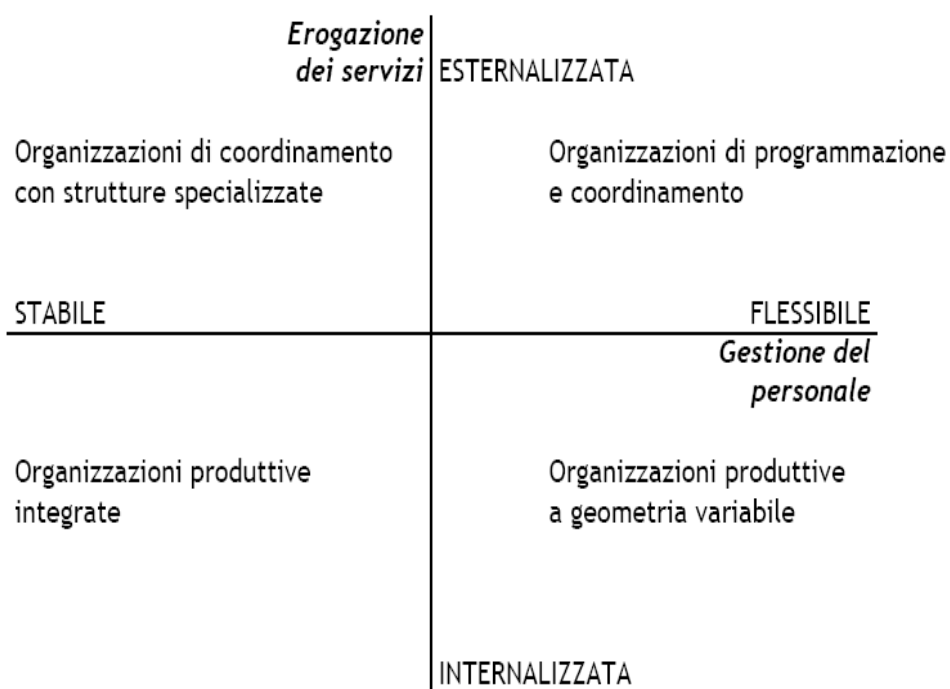 Erogazione
dei servizi
ESTERNALIZZATA
Organizzazioni di coordinamento
con strutture specializzate
Organizzazioni di programmazione
e coordinamento
STABILE
FLESSIBILE
Gestione del
personale
Organizzazioni produttive
integrate
Organizzazioni produttive
a geometria variabile
INTERNALIZZATA